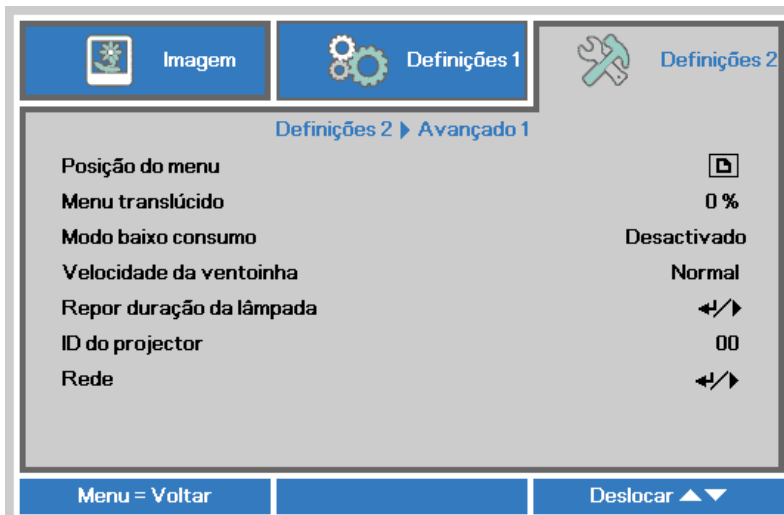 Imagem
Definições 1
Definições 2
Definições 2 ▶ Avançado 1
Posição do menu
Menu translúcido 0 %
Modo baixo consumo Desactivado
Velocidade da ventoinha Normal
Repor duração da lâmpada ↵/▶
ID do projector 00
Rede ↵/▶
Menu = Voltar
Deslocar ▲▼